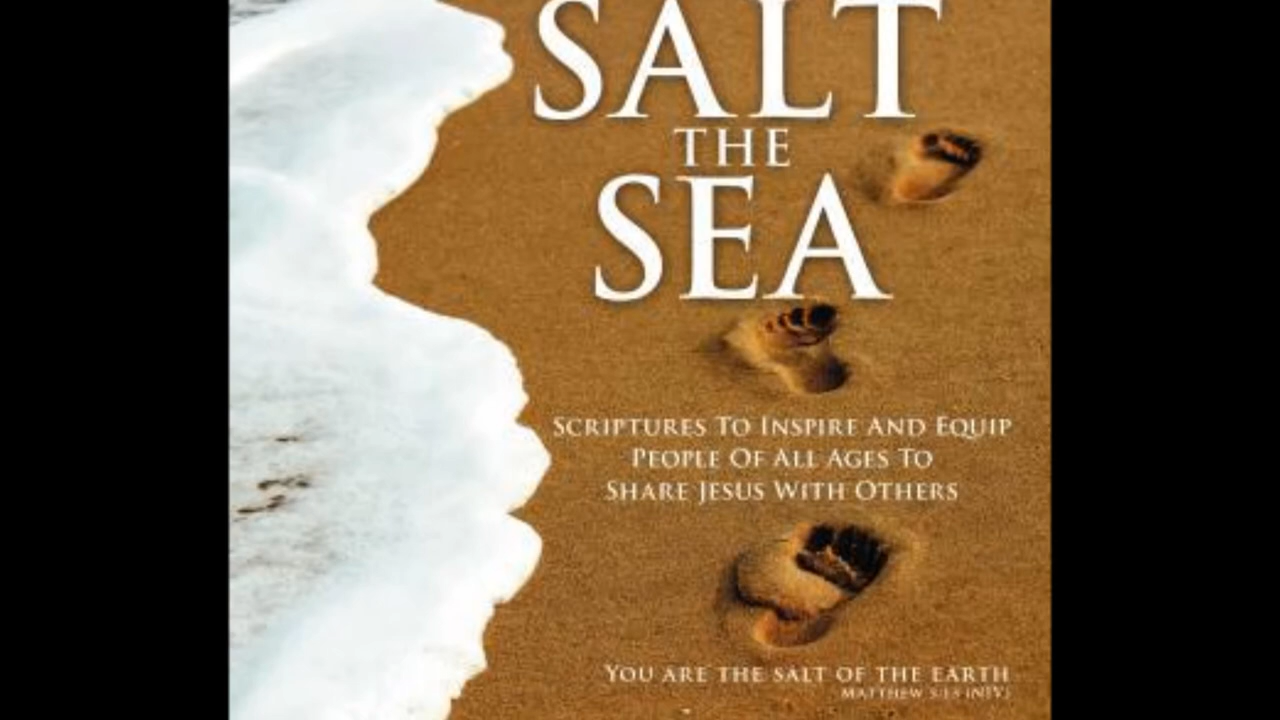 SALT
THE
SEA
SCRIPTURES TO INSPIRE AND EQUIP
PEOPLE OF ALL AGES TO
SHARE JESUS WITH OTHERS
YOU ARE THE SALT OF THE EARTH
MATTHEW 5:13 (NIV)